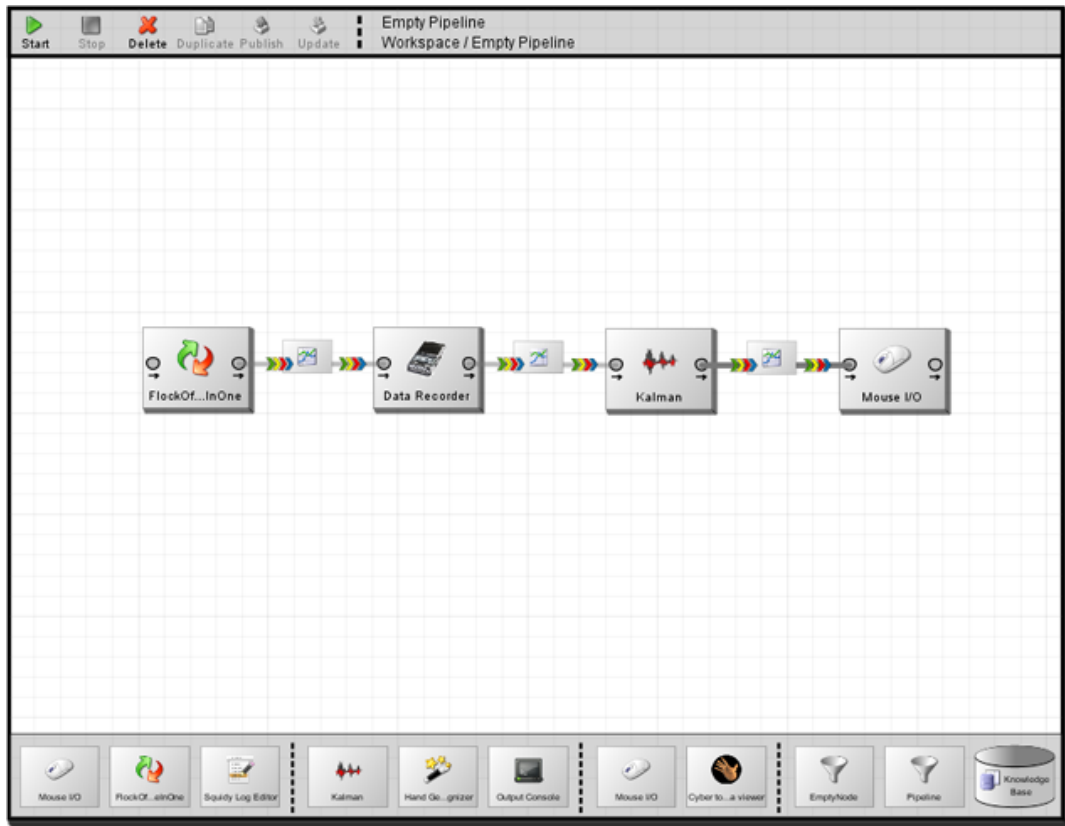 Empty Pipeline
Start Stop Delete Duplicate Publish Update Workspace / Empty Pipeline
FlockOf...InOne Data Recorder Kalman Mouse I/O
Mouse I/O FlockOf...eInOne Squidy Log Editor Kalman Hand Ge...gnizer Output Console Mouse I/O Cyber to...a viewer EmptyNode Pipeline Knowledge
Base